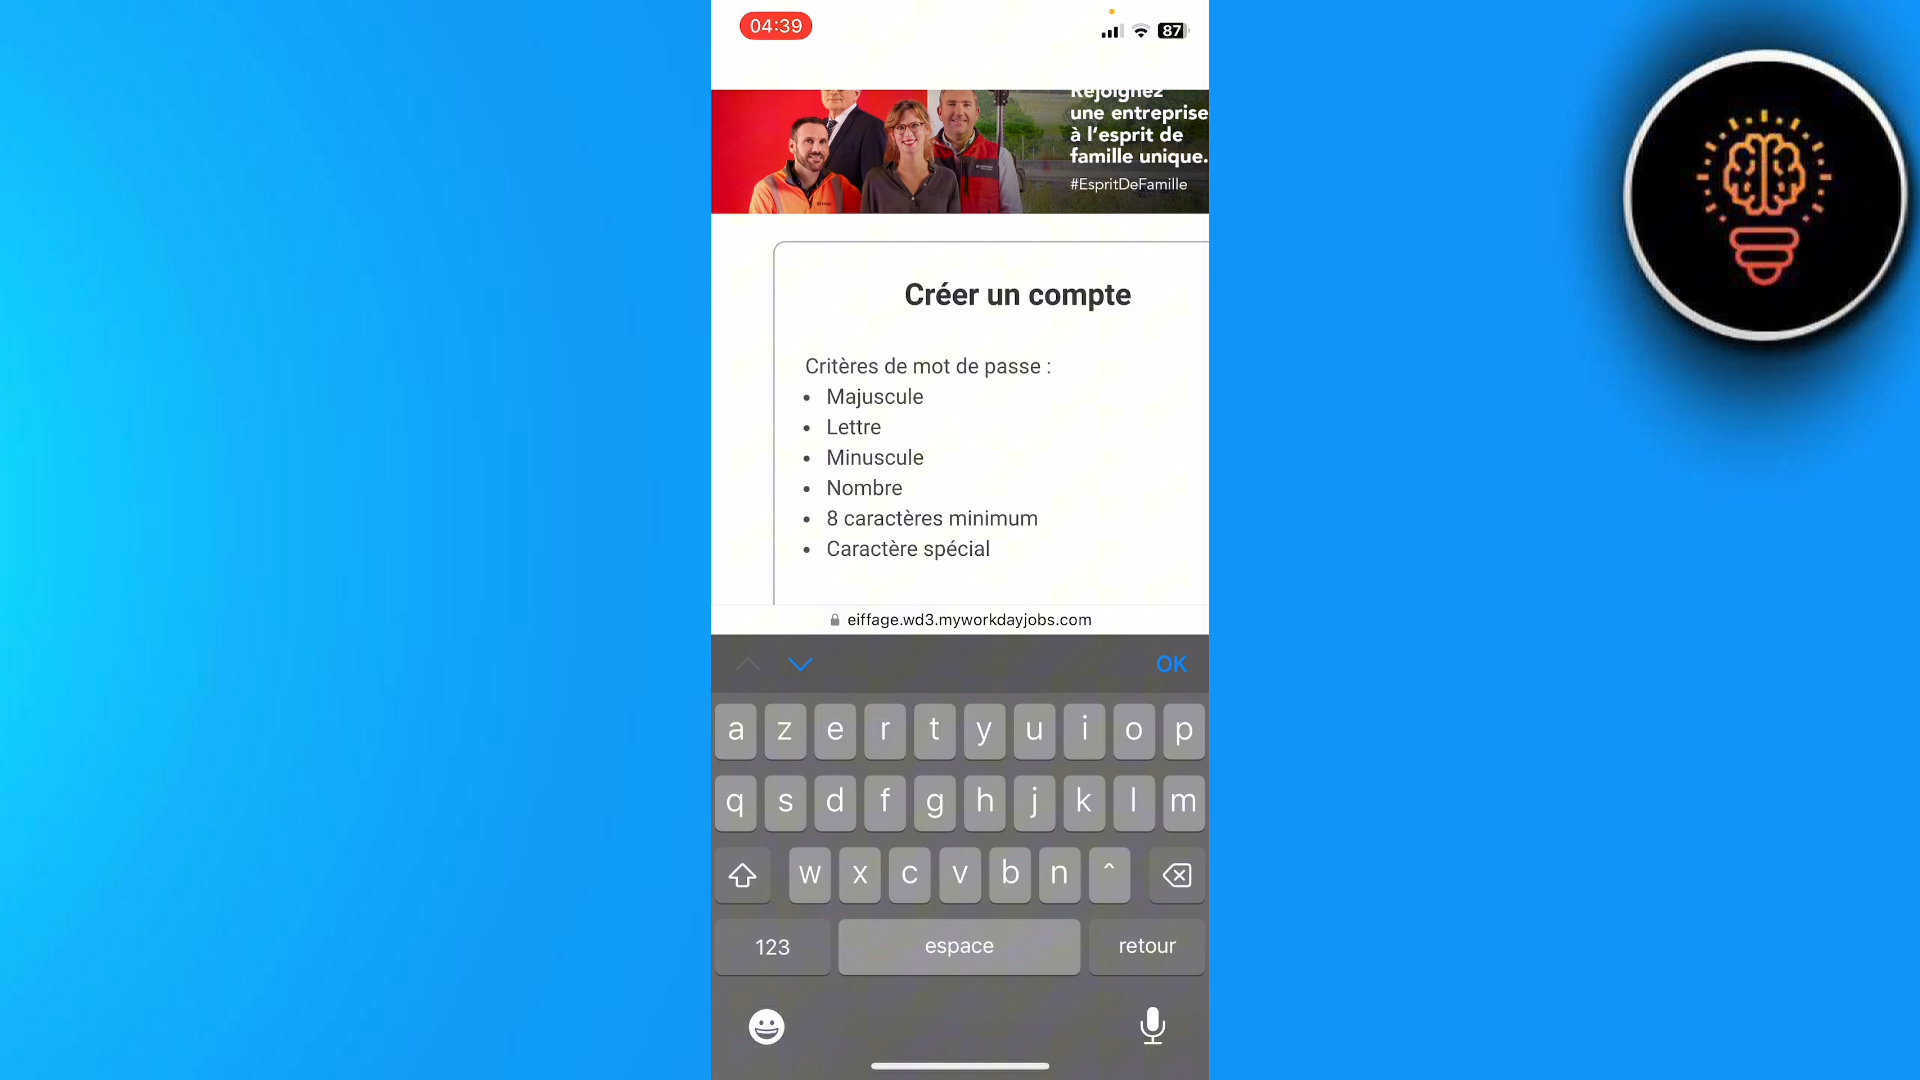 04:39
87
Rejoignez
une entreprise
à l'esprit de
famille unique.
#EspritDeFamille
Créer un compte
Critères de mot de passe :
• Majuscule
• Lettre
• Minuscule
• Nombre
• 8 caractères minimum
• Caractère spécial
eiffage.wd3.myworkdayjobs.com
OK
a z e r t y u i o p
q s d f g h j k l m
w x c v b n ^
123 espace retour